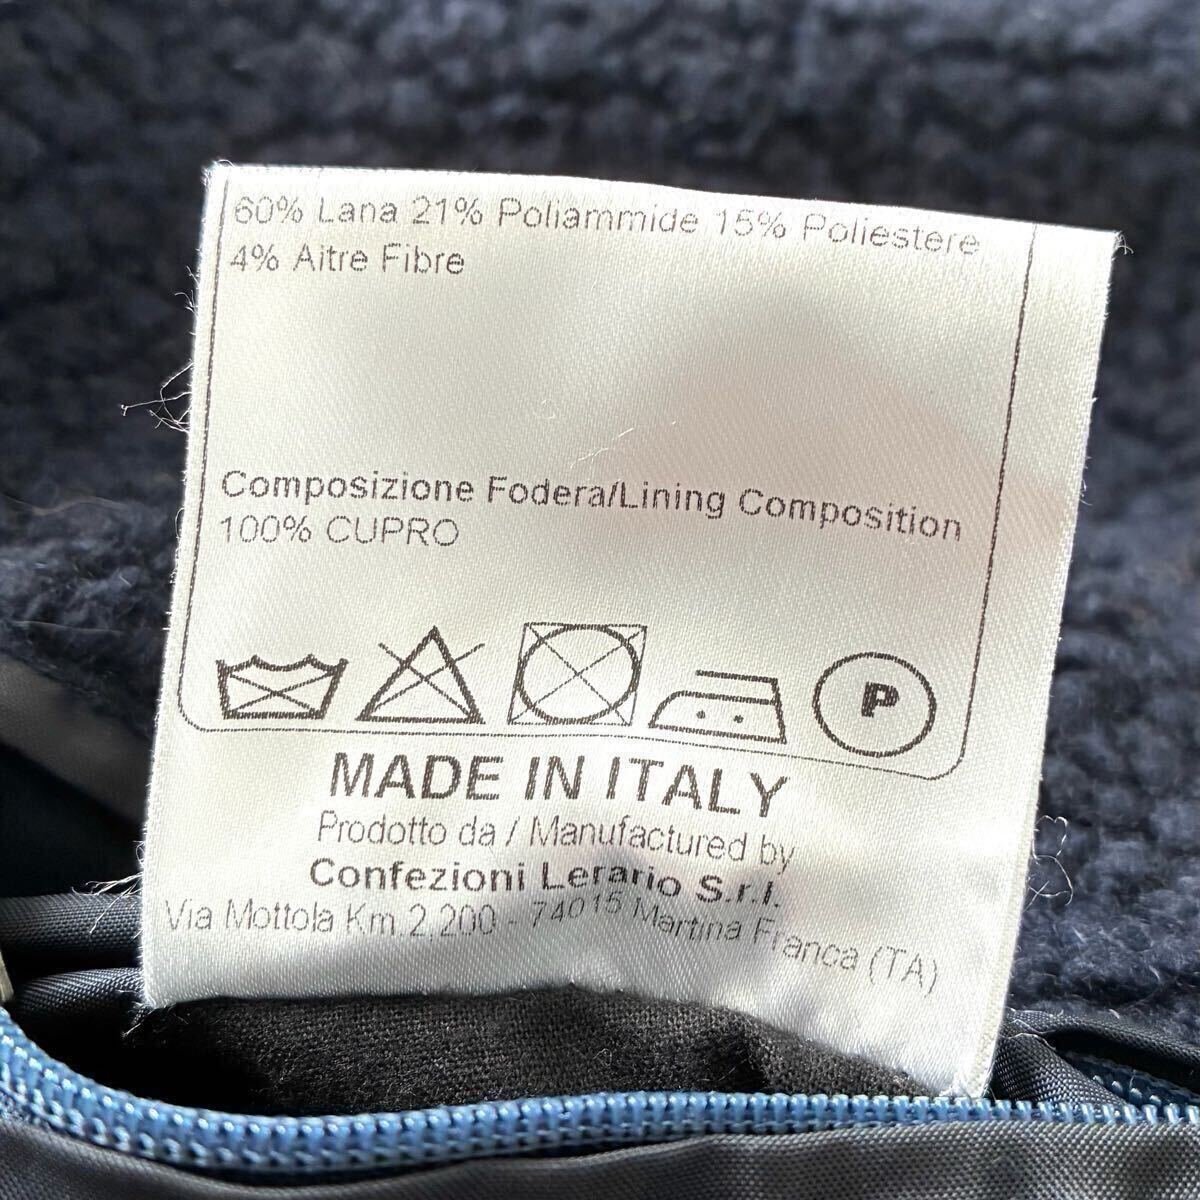 60% Lana 21% Poliammide 15% Poliestere
4% Altre Fibre
Composizione Fodera/Lining Composition
100% CUPRO
P
MADE IN ITALY
Prodotto da / Manufactured by
Confezioni Lerario S.r.l.
Via Mottola Km 2,200 - 74015 Martina Franca (TA)